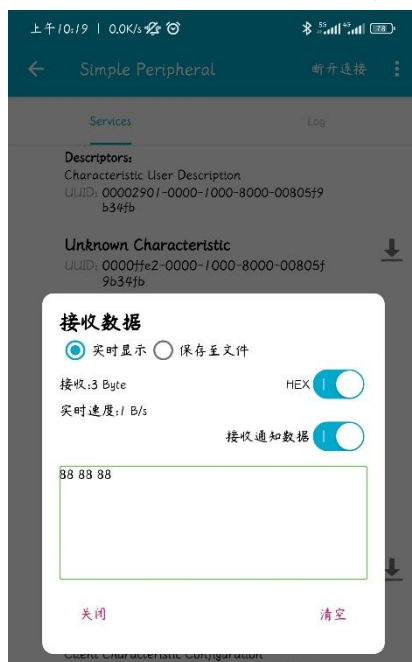 上午10:19 | 0.0K/s
55 45 78
← Simple Peripheral 断开连接
Services Log
Descriptors:
Characteristic User Description
UUID: 00002901-0000-1000-8000-00805f9
b34fb
Unknown Characteristic
UUID: 0000ffe2-0000-1000-8000-00805f
9b34fb
接收数据
实时显示 保存至文件
接收:3 Byte HEX
实时速度:1 B/s
接收通知数据
88 88 88
关闭 清空
Client Characteristic Configuration